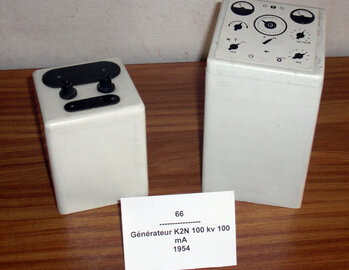 66
-----------------
Générateur K2N 100 kv 100
mA
1954